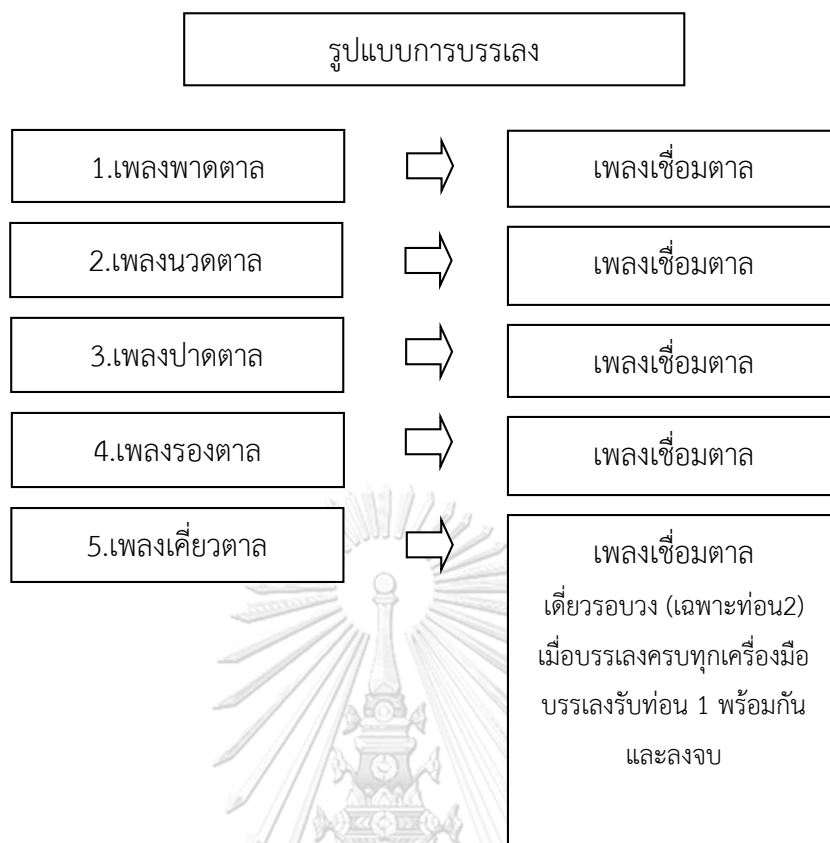 รูปแบบการบรรเลง
1.เพลงพาดตาล
เพลงเชื่อมตาล
2.เพลงนวดตาล
เพลงเชื่อมตาล
3.เพลงปาดตาล
เพลงเชื่อมตาล
4.เพลงรองตาล
เพลงเชื่อมตาล
5.เพลงเคี่ยวตาล
เพลงเชื่อมตาล
เดี่ยวรอบวง (เฉพาะท่อน2)
เมื่อบรรเลงครบทุกเครื่องมือ
บรรเลงรับท่อน 1 พร้อมกัน
และลงจบ